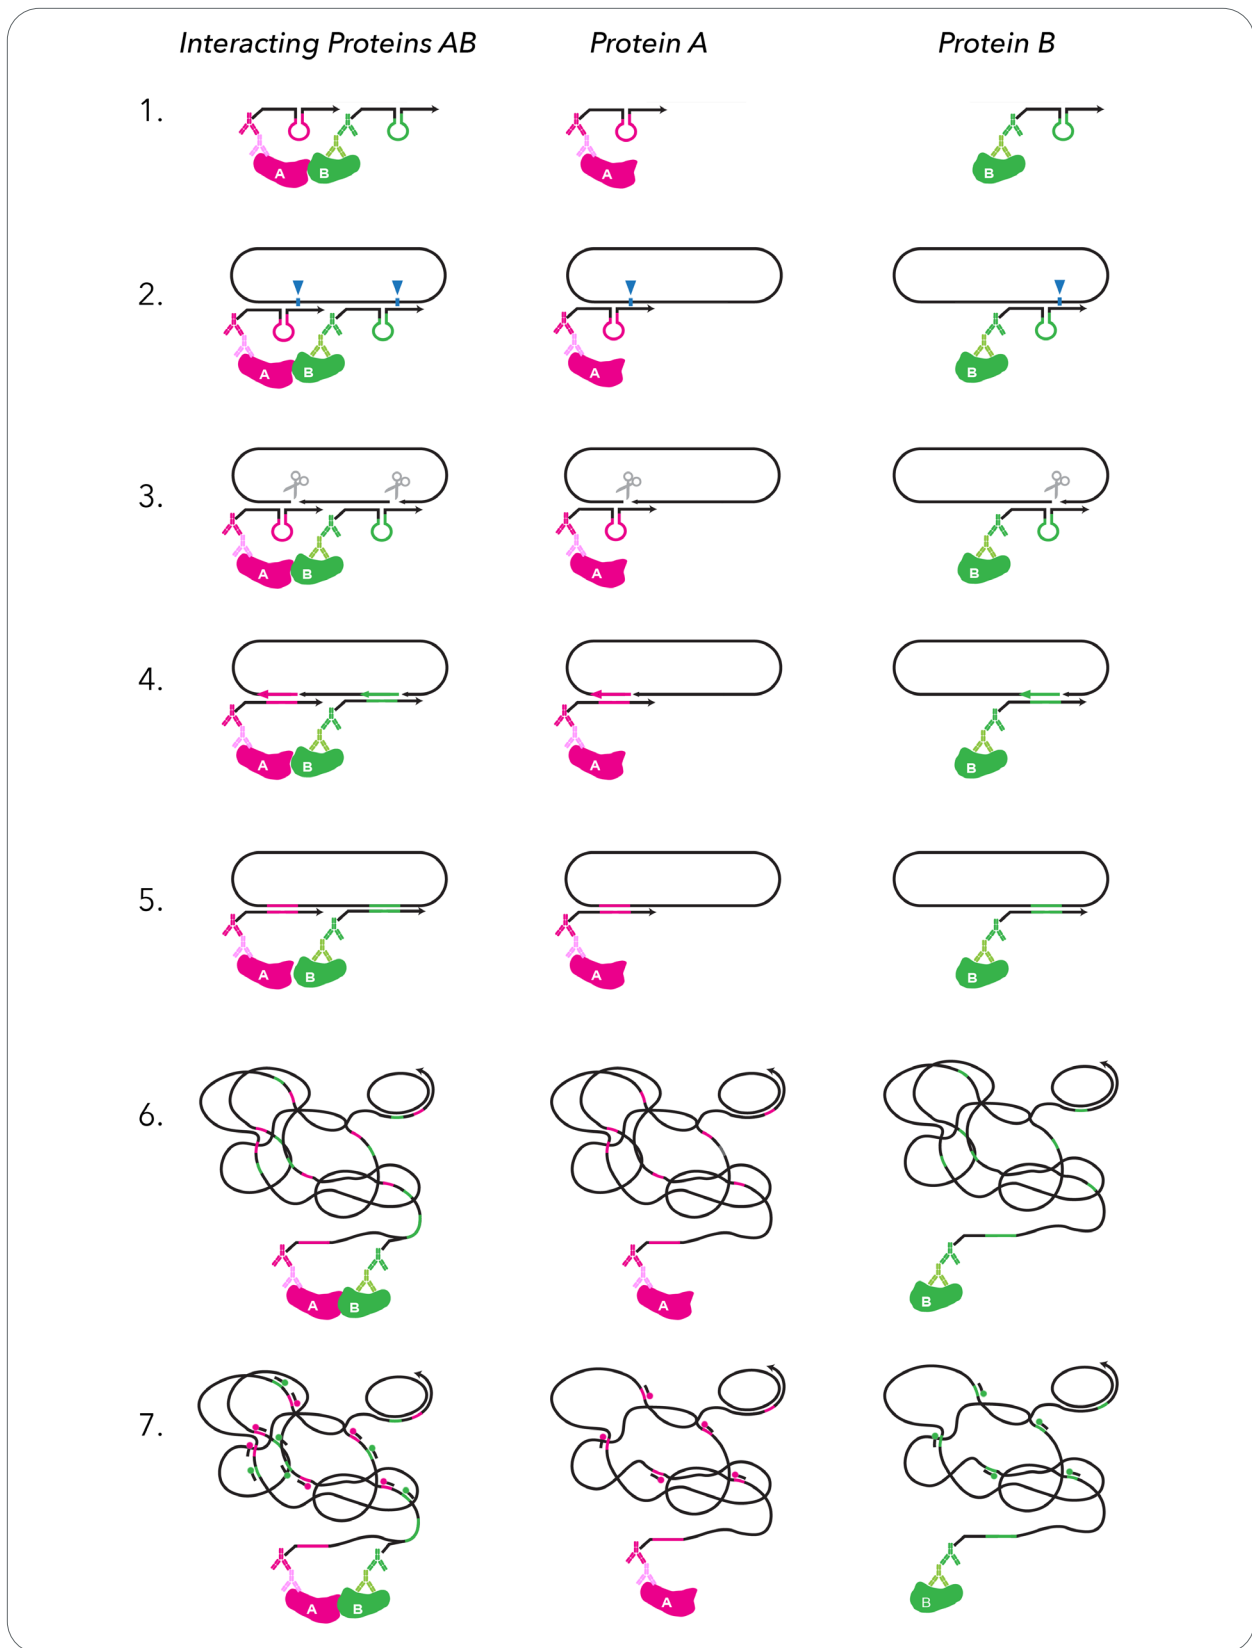 Interacting Proteins AB Protein A Protein B
1.
A B A B
2.
A B A B
3.
A B A B
4.
A B A B
5.
A B A B
6.
A B A B
7.
A B A B